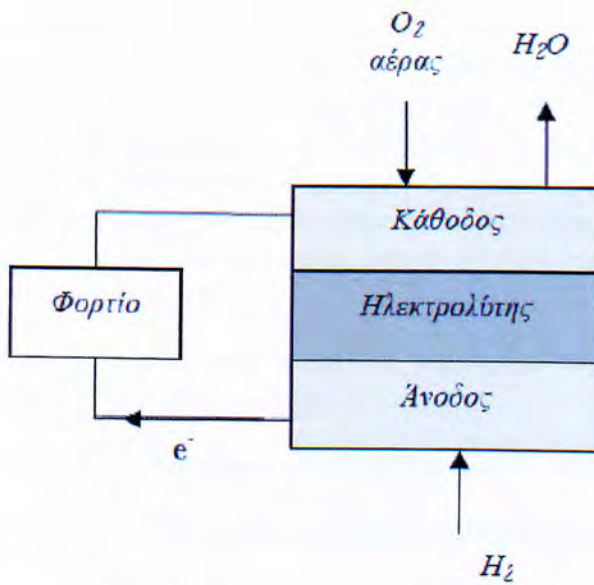 O₂
αέρας
H₂O
Κάθοδος
Φορτίο
Ηλεκτρολύτης
Άνοδος
e⁻
H₂